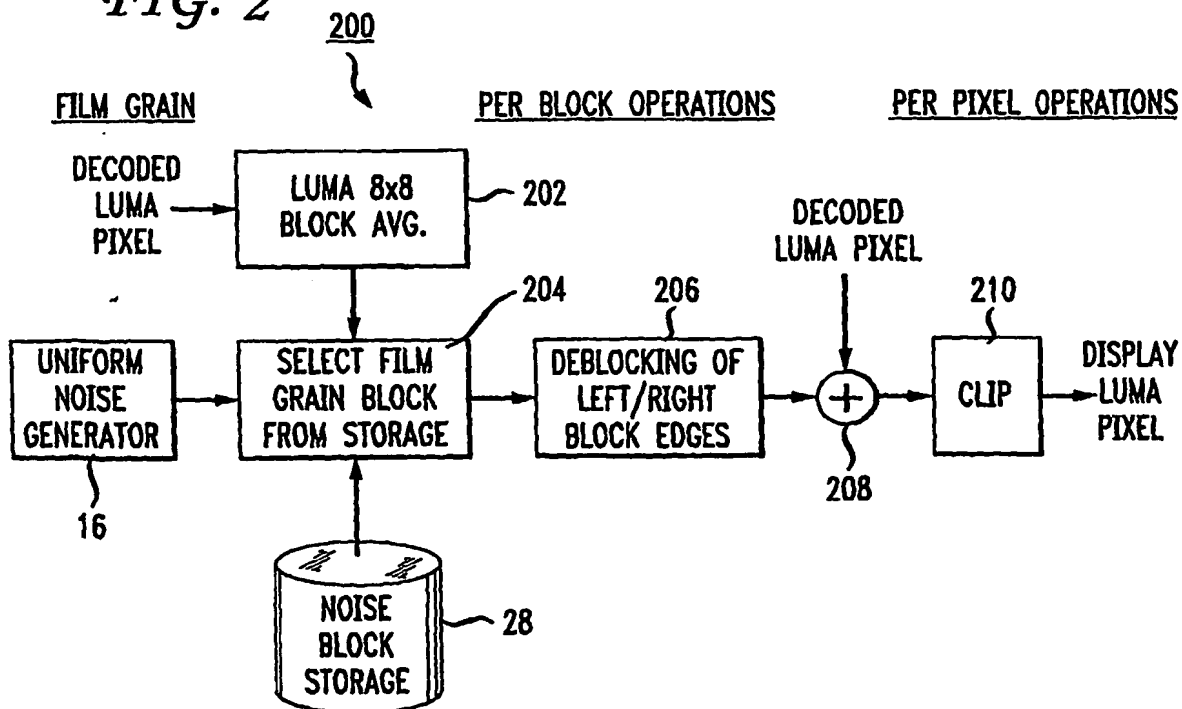 FIG. 2
200
FILM GRAIN
PER BLOCK OPERATIONS
PER PIXEL OPERATIONS
DECODED
LUMA
PIXEL
LUMA 8x8
BLOCK AVG.
202
DECODED
LUMA PIXEL
204
206
210
UNIFORM
NOISE
GENERATOR
SELECT FILM
GRAIN BLOCK
FROM STORAGE
DEBLOCKING OF
LEFT/RIGHT
BLOCK EDGES
+
CLIP
DISPLAY
LUMA
PIXEL
16
208
NOISE
BLOCK
STORAGE
28